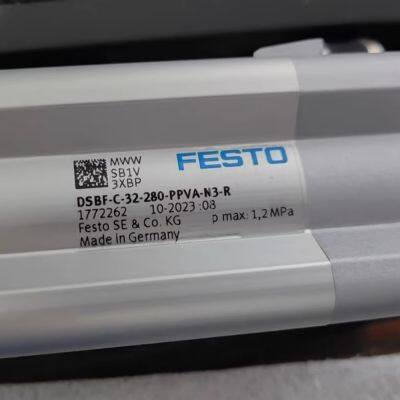 MWW
SB1V
3XBP
FESTO
DSBF-C-32-280-PPVA-N3-R
1772262 10-2023 :08
Festo SE & Co. KG p max: 1,2 MPa
Made in Germany